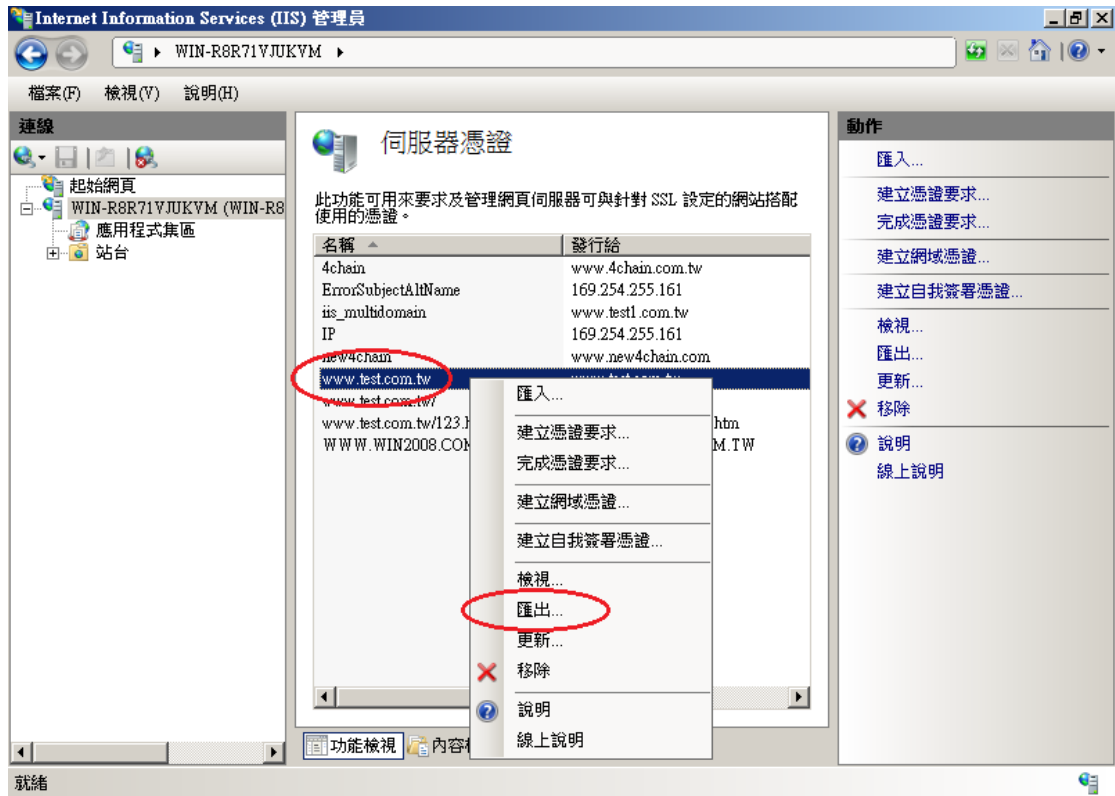 Internet Information Services (IIS) 管理員
WIN-R8R71VJUKVM
檔案(F) 檢視(V) 說明(H)
連線
起始網頁
WIN-R8R71VJUKVM (WIN-R8
應用程式集區
站台
伺服器憑證
此功能可用來要求及管理網頁伺服器可與針對 SSL 設定的網站搭配
使用的憑證。
名稱 發行給
4chain www.4chain.com.tw
ErrorSubjectAltName 169.254.255.161
iis_multidomain www.test1.com.tw
IP 169.254.255.161
new4chain www.new4chain.com
www.test.com.tw
www.test.com.tw/
www.test.com.tw/123.h htm
WWW.WIN2008.COM M.TW
匯入...
建立憑證要求...
完成憑證要求...
建立網域憑證...
建立自我簽署憑證...
檢視...
匯出...
更新...
移除
說明
線上說明
功能檢視 內容
動作
匯入...
建立憑證要求...
完成憑證要求...
建立網域憑證...
建立自我簽署憑證...
檢視...
匯出...
更新...
移除
說明
線上說明
就緒